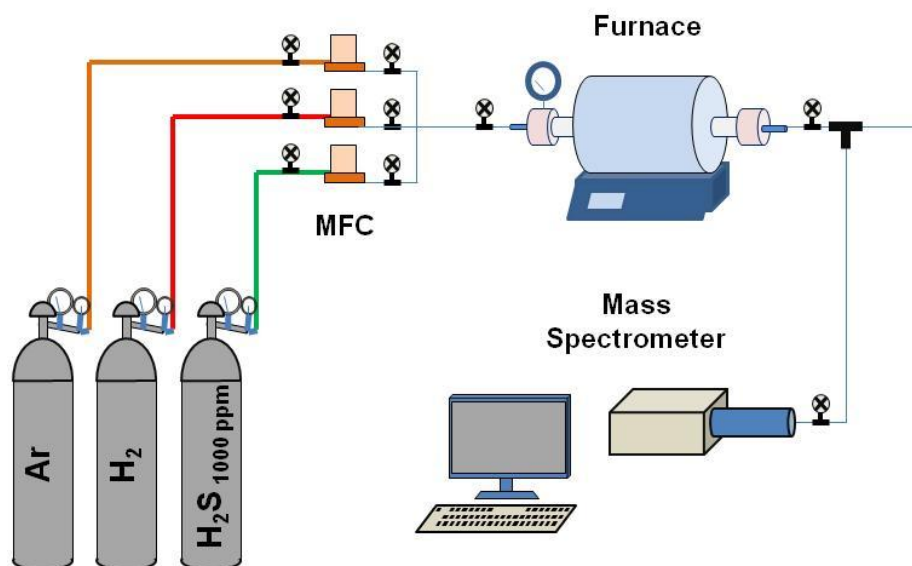 Furnace
MFC
Mass
Spectrometer
Ar
H₂
H₂S 1000 ppm